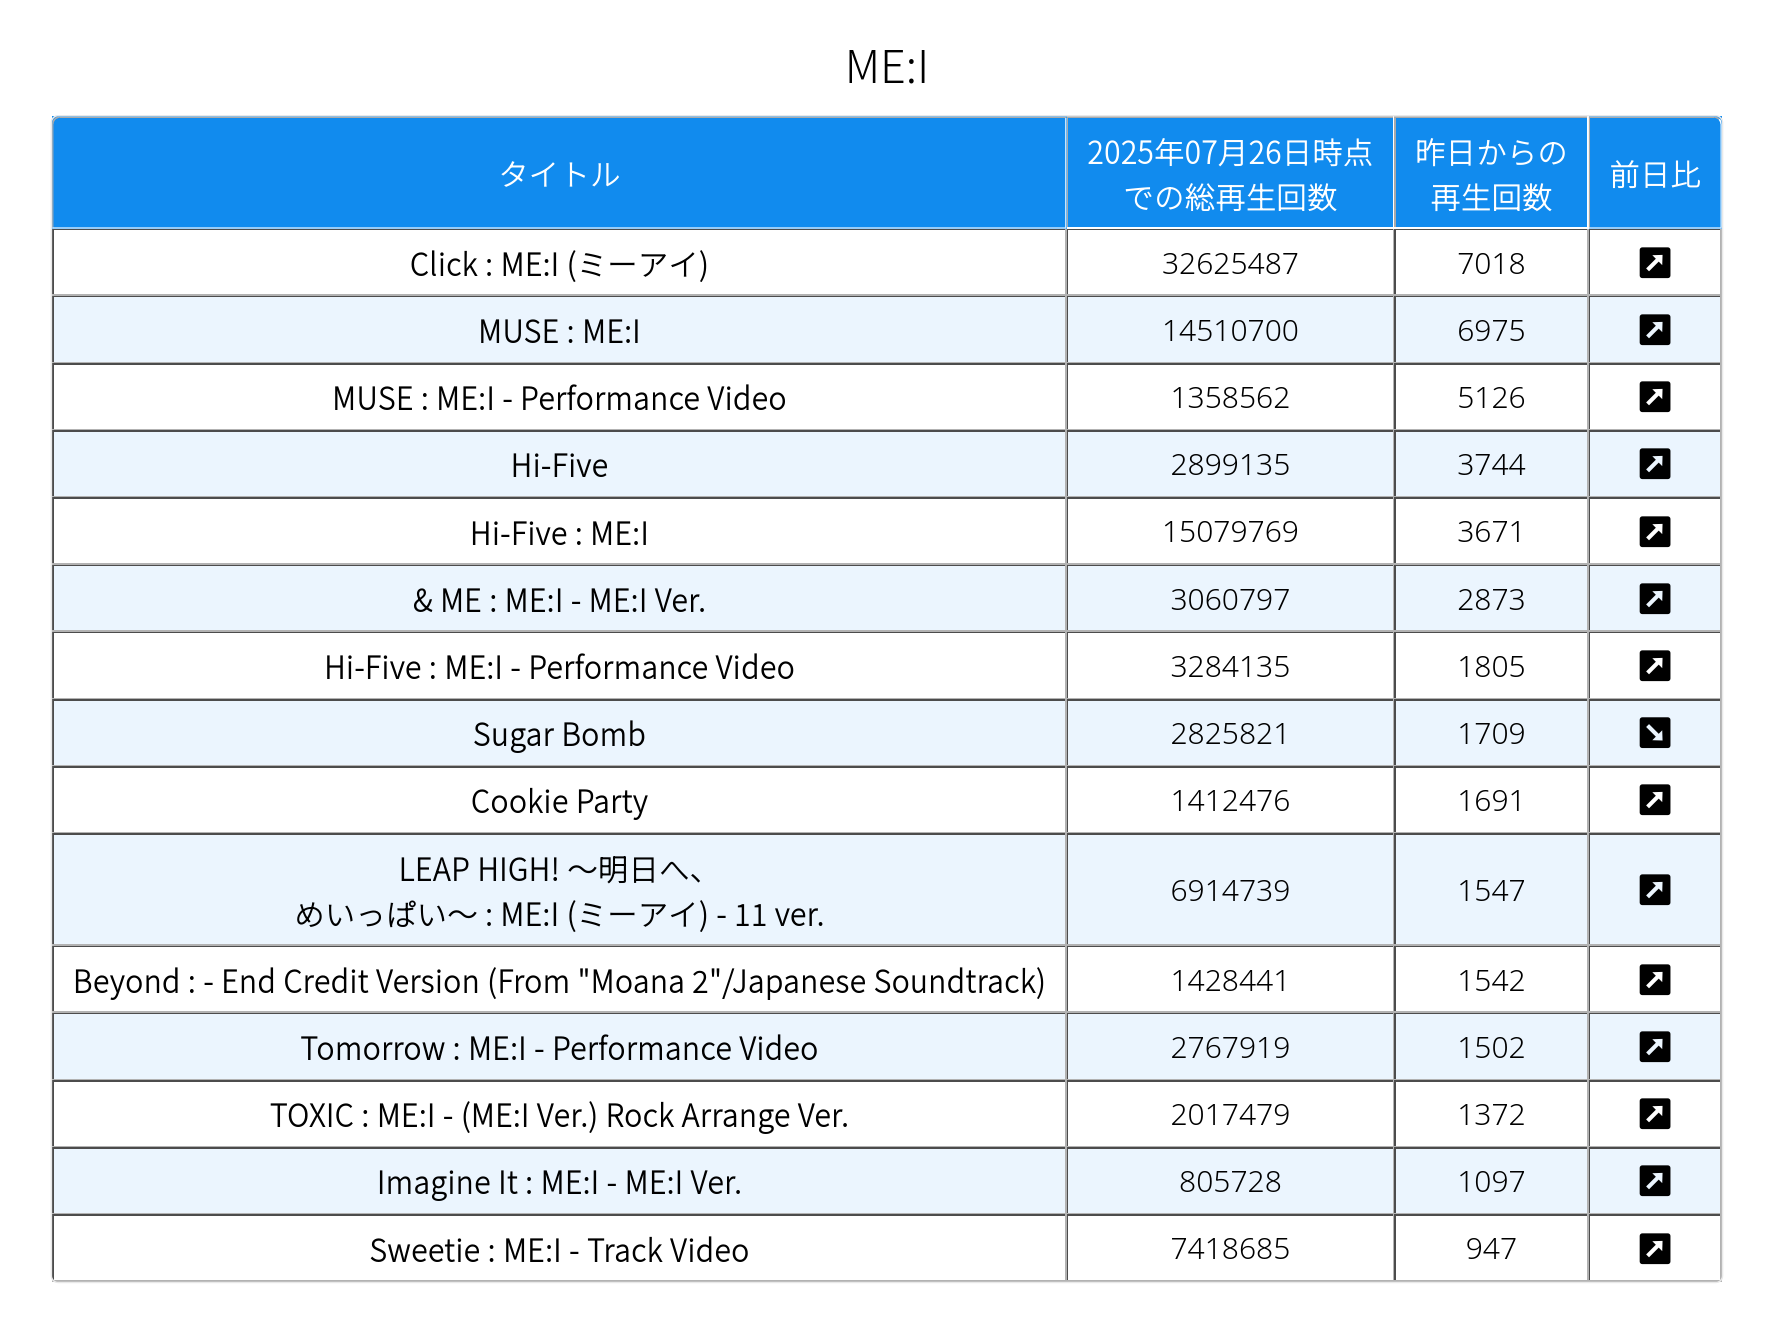 ME:I
タイトル
2025年07月26日時点
での総再生回数
昨日からの
再生回数
前日比
Click : ME:I (ミーアイ) 32625487 7018
MUSE : ME:I 14510700 6975
MUSE : ME:I - Performance Video 1358562 5126
Hi-Five 2899135 3744
Hi-Five : ME:I 15079769 3671
& ME : ME:I - ME:I Ver. 3060797 2873
Hi-Five : ME:I - Performance Video 3284135 1805
Sugar Bomb 2825821 1709
Cookie Party 1412476 1691
LEAP HIGH! ～明日へ、
めいっぱい～ : ME:I (ミーアイ) - 11 ver. 6914739 1547
Beyond : - End Credit Version (From "Moana 2"/Japanese Soundtrack) 1428441 1542
Tomorrow : ME:I - Performance Video 2767919 1502
TOXIC : ME:I - (ME:I Ver.) Rock Arrange Ver. 2017479 1372
Imagine It : ME:I - ME:I Ver. 805728 1097
Sweetie : ME:I - Track Video 7418685 947